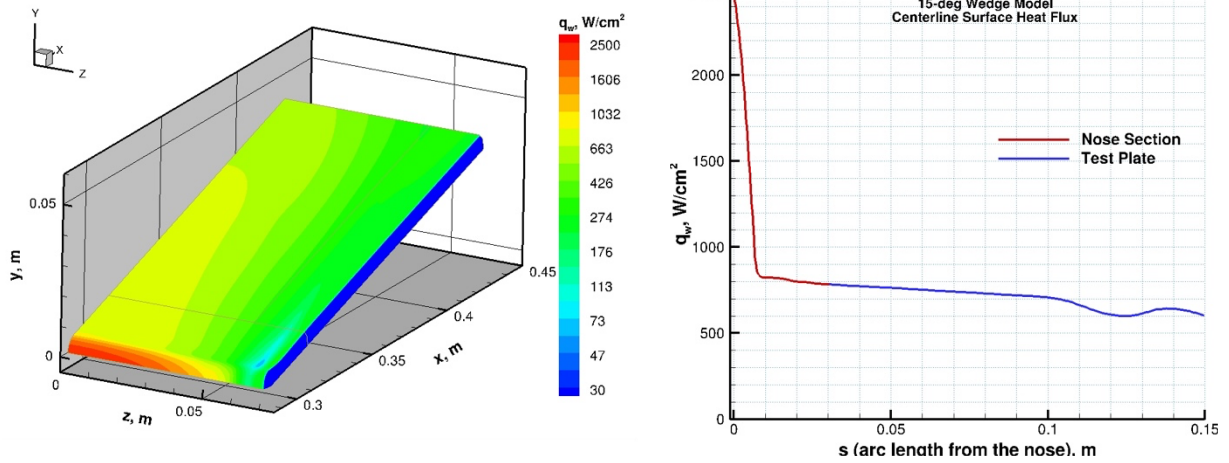 Y
X
Z
q_w, W/cm²
2500
1606
1032
663
426
274
176
113
73
47
30
0.05
0
y, m
0
0.05
z, m
0.3
0.35
0.4
0.45
x, m
15-deg Wedge Model
Centerline Surface Heat Flux
2000
1500
1000
500
0
q_w, W/cm²
Nose Section
Test Plate
0
0.05
0.1
0.15
s (arc length from the nose), m